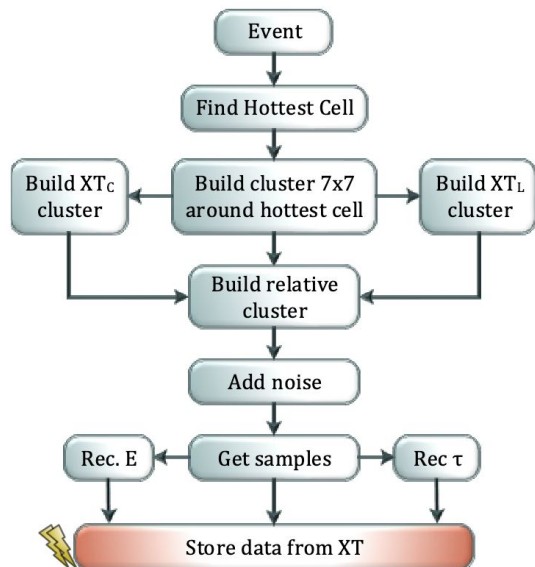 Event
Find Hottest Cell
Build XTC
cluster
Build cluster 7x7
around hottest cell
Build XTL
cluster
Build relative
cluster
Add noise
Rec. E
Get samples
Rec τ
Store data from XT